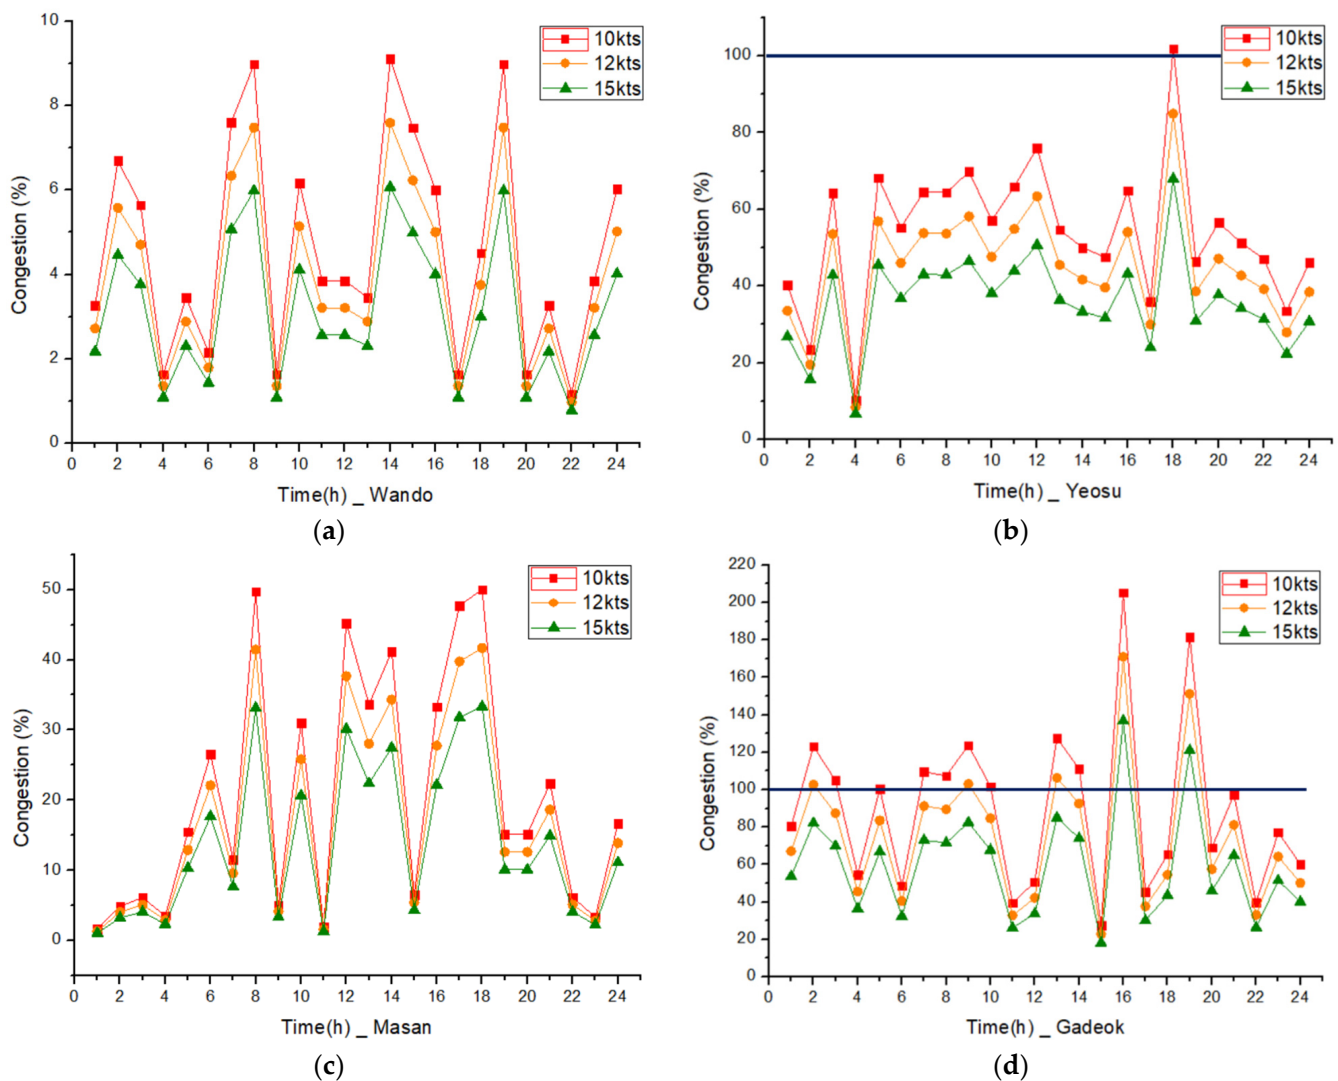 10
8
6
4
2
0
Congestion (%)
10kts
12kts
15kts
0 2 4 6 8 10 12 14 16 18 20 22 24
Time(h) _ Wando
(a)
100
80
60
40
20
0
Congestion (%)
10kts
12kts
15kts
0 2 4 6 8 10 12 14 16 18 20 22 24
Time(h) _ Yeosu
(b)
50
40
30
20
10
0
Congestion (%)
10kts
12kts
15kts
0 2 4 6 8 10 12 14 16 18 20 22 24
Time(h) _ Masan
(c)
220
200
180
160
140
120
100
80
60
40
20
0
Congestion (%)
10kts
12kts
15kts
0 2 4 6 8 10 12 14 16 18 20 22 24
Time(h) _ Gadeok
(d)